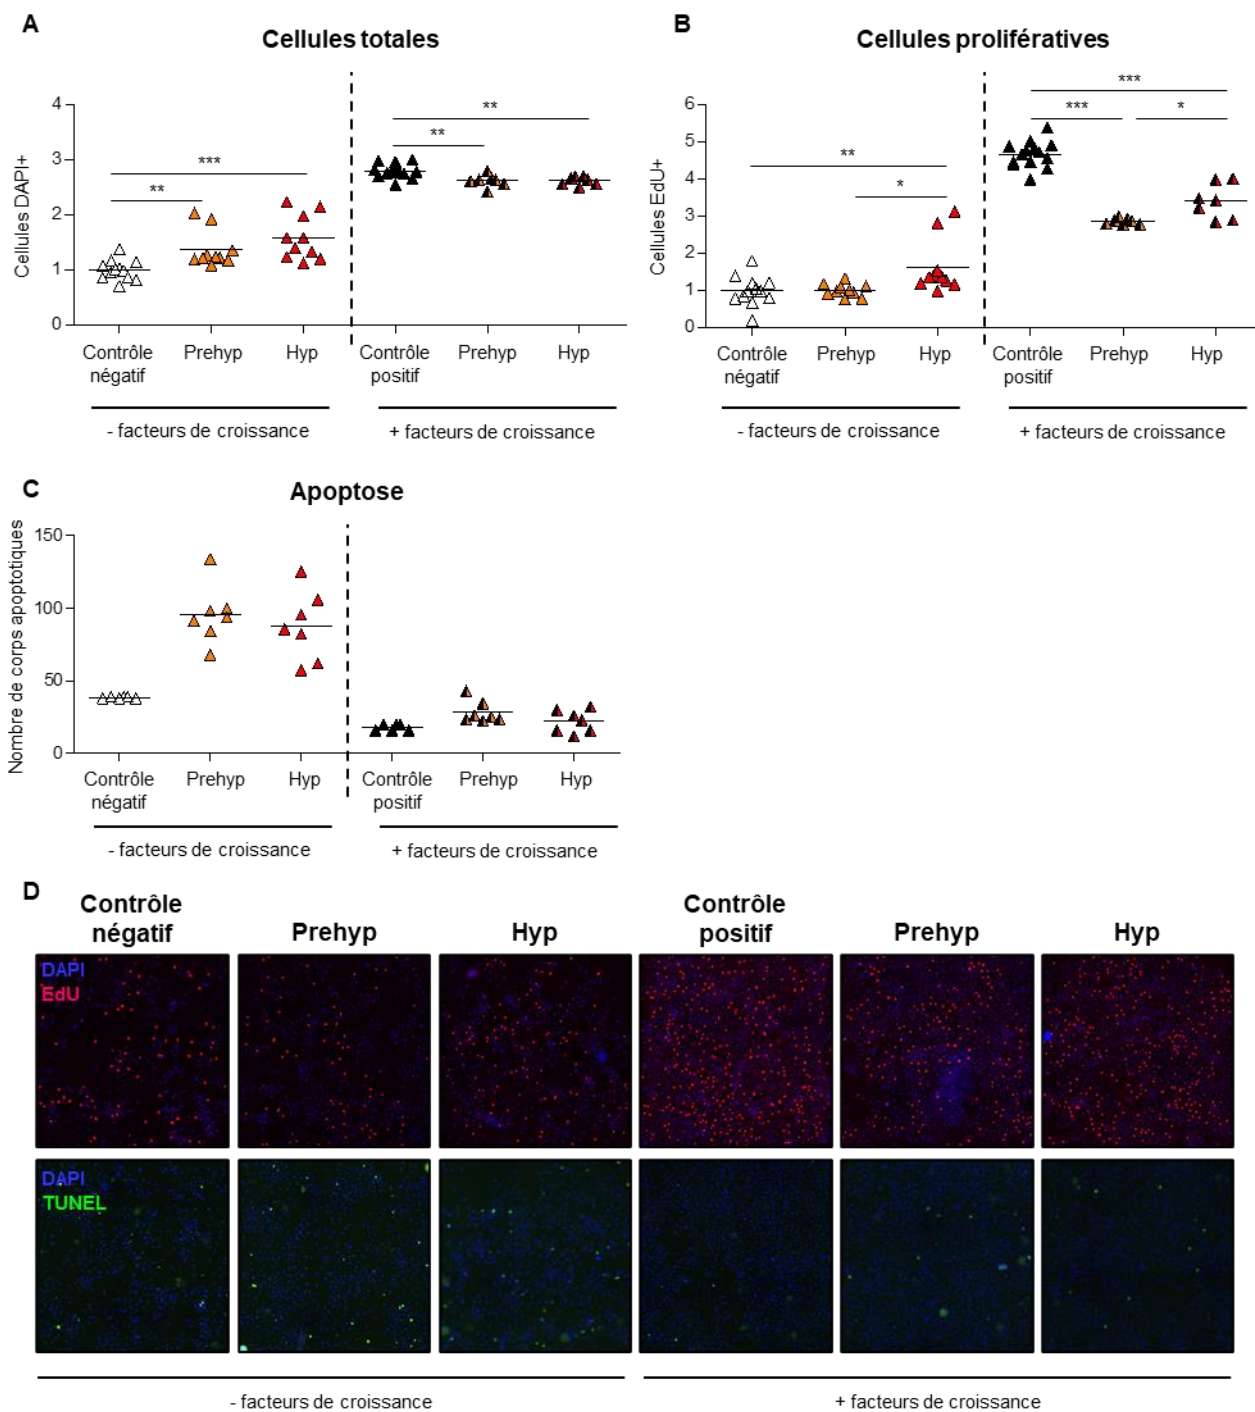 A
Cellules totales
Cellules DAPI+
4
3
2
1
0
**
***
**
**
Contrôle négatif
Prehyp
Hyp
Contrôle positif
Prehyp
Hyp
- facteurs de croissance
+ facteurs de croissance
B
Cellules prolifératives
Cellules EdU+
6
5
4
3
2
1
0
**
*
***
***
*
Contrôle négatif
Prehyp
Hyp
Contrôle positif
Prehyp
Hyp
- facteurs de croissance
+ facteurs de croissance
C
Apoptose
Nombre de corps apoptotiques
150
100
50
0
Contrôle négatif
Prehyp
Hyp
Contrôle positif
Prehyp
Hyp
- facteurs de croissance
+ facteurs de croissance
D
Contrôle négatif
Prehyp
Hyp
Contrôle positif
Prehyp
Hyp
DAPI
EdU
DAPI
TUNEL
- facteurs de croissance
+ facteurs de croissance